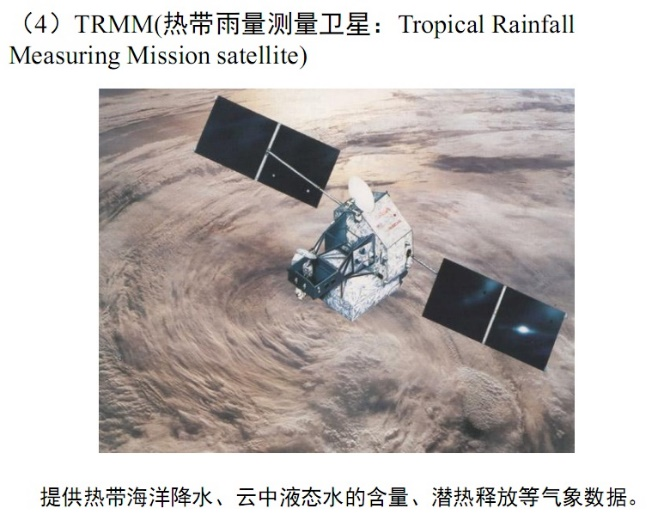 （4）TRMM(热带雨量测量卫星：Tropical Rainfall
Measuring Mission satellite)
提供热带海洋降水、云中液态水的含量、潜热释放等气象数据。